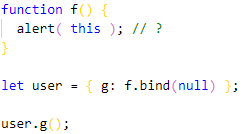 function f() {
  alert( this ); // ?
}

let user = { g: f.bind(null) };

user.g();